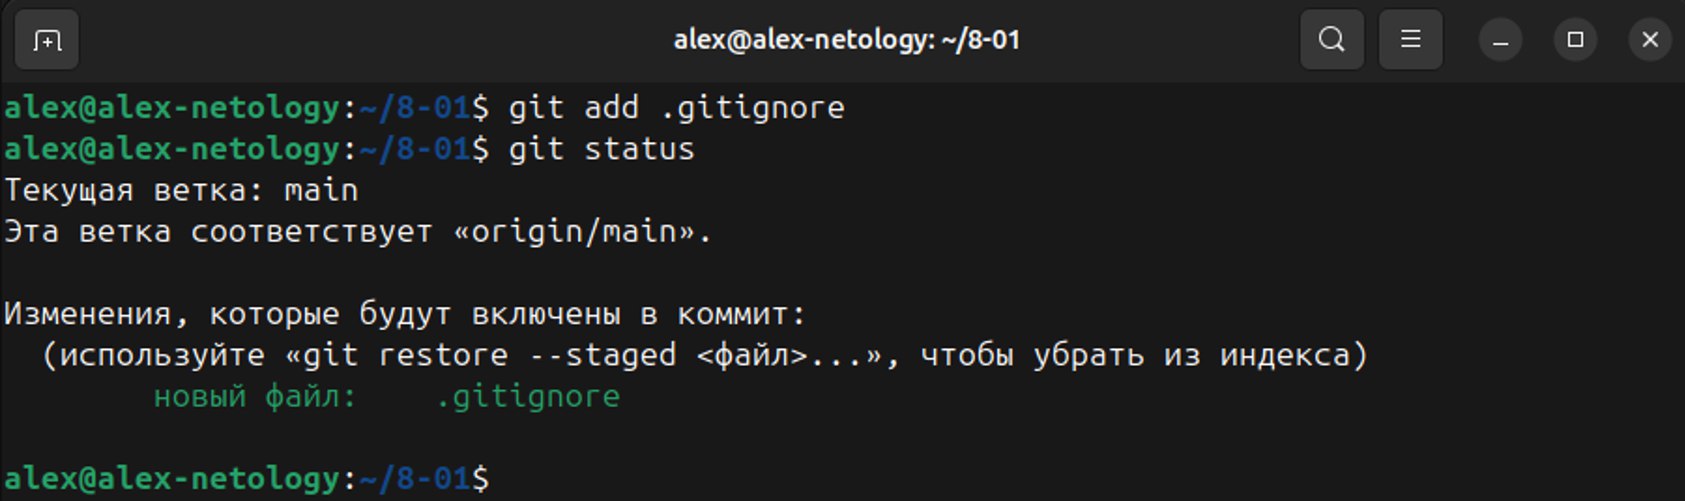 alex@alex-netology: ~/8-01
alex@alex-netology:~/8-01$ git add .gitignore
alex@alex-netology:~/8-01$ git status
Текущая ветка: main
Эта ветка соответствует «origin/main».
Изменения, которые будут включены в коммит:
  (используйте «git restore --staged <файл>...», чтобы убрать из индекса)
        новый файл:    .gitignore
alex@alex-netology:~/8-01$